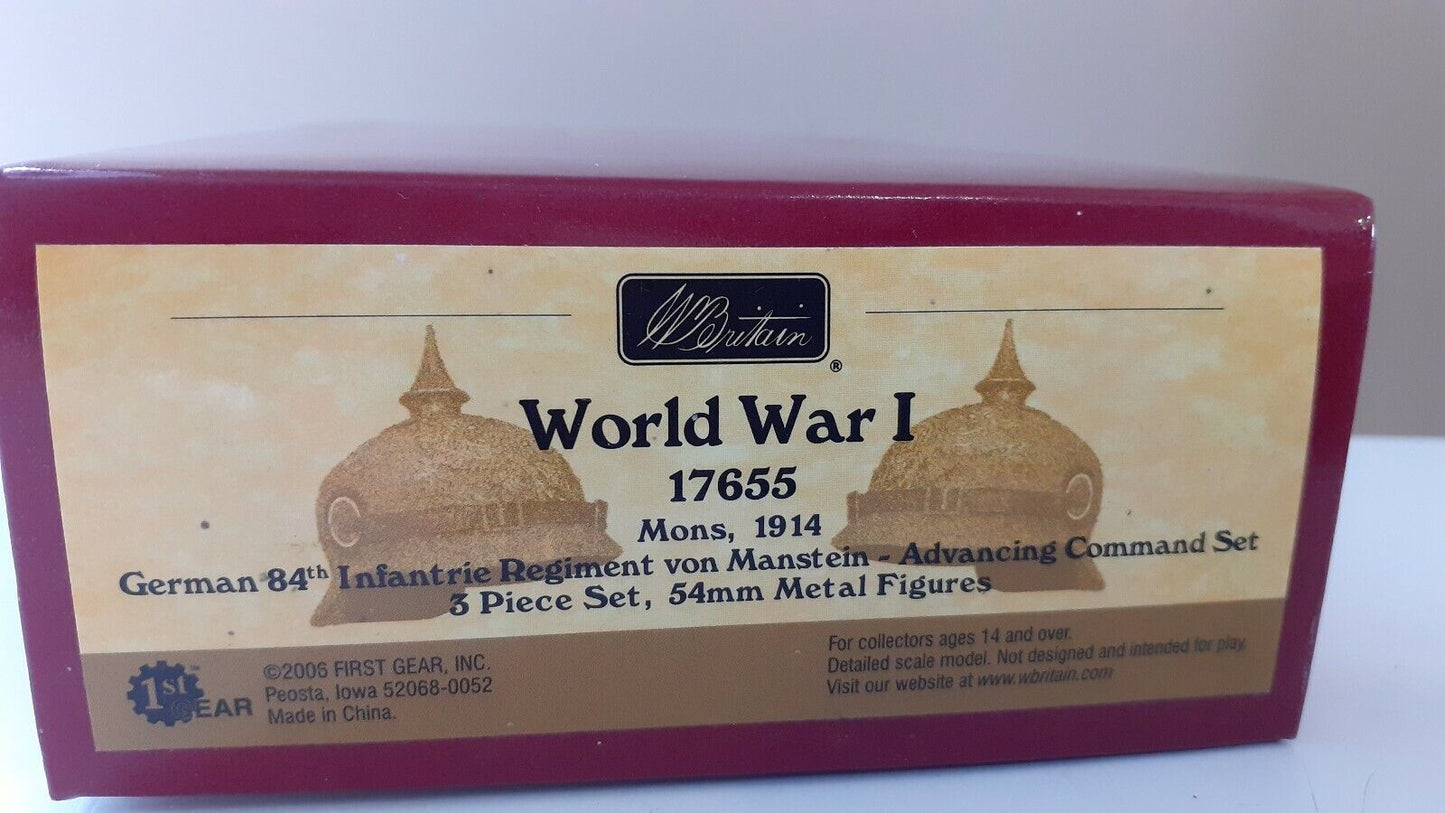 WBritain®
World War I
17655
Mons, 1914
German 84th Infantrie Regiment von Manstein - Advancing Command Set
3 Piece Set, 54mm Metal Figures
1st GEAR™
©2006 FIRST GEAR, INC.
Peosta, Iowa 52068-0052
Made in China.
For collectors ages 14 and over.
Detailed scale model. Not designed and intended for play.
Visit our website at www.wbritain.com